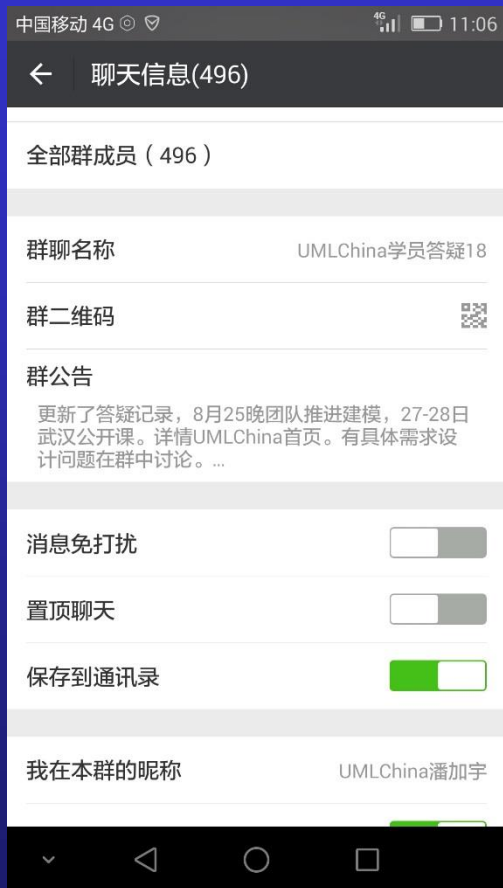 中国移动 4G 4G 11:06
聊天信息(496)
全部群成员（496）
群聊名称 UMLChina学员答疑18
群二维码
群公告
更新了答疑记录，8月25晚团队推进建模，27-28日
武汉公开课。详情UMLChina首页。有具体需求设
计问题在群中讨论。...
消息免打扰
置顶聊天
保存到通讯录
我在本群的昵称 UMLChina潘加宇